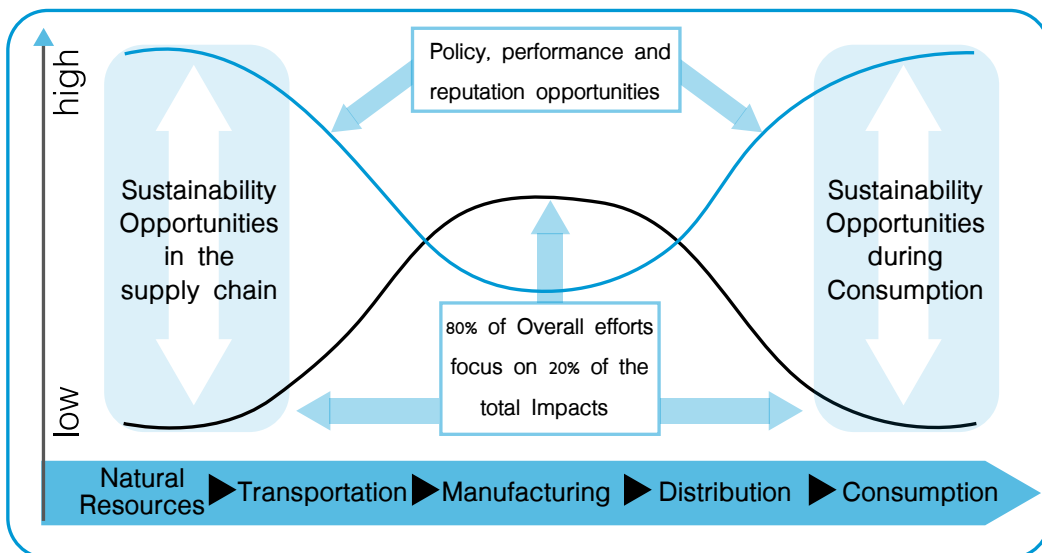 high
low
Policy, performance and
reputation opportunities
Sustainability
Opportunities
in the
supply chain
Sustainability
Opportunities
during
Consumption
80% of Overall efforts
focus on 20% of the
total Impacts
Natural
Resources
Transportation
Manufacturing
Distribution
Consumption